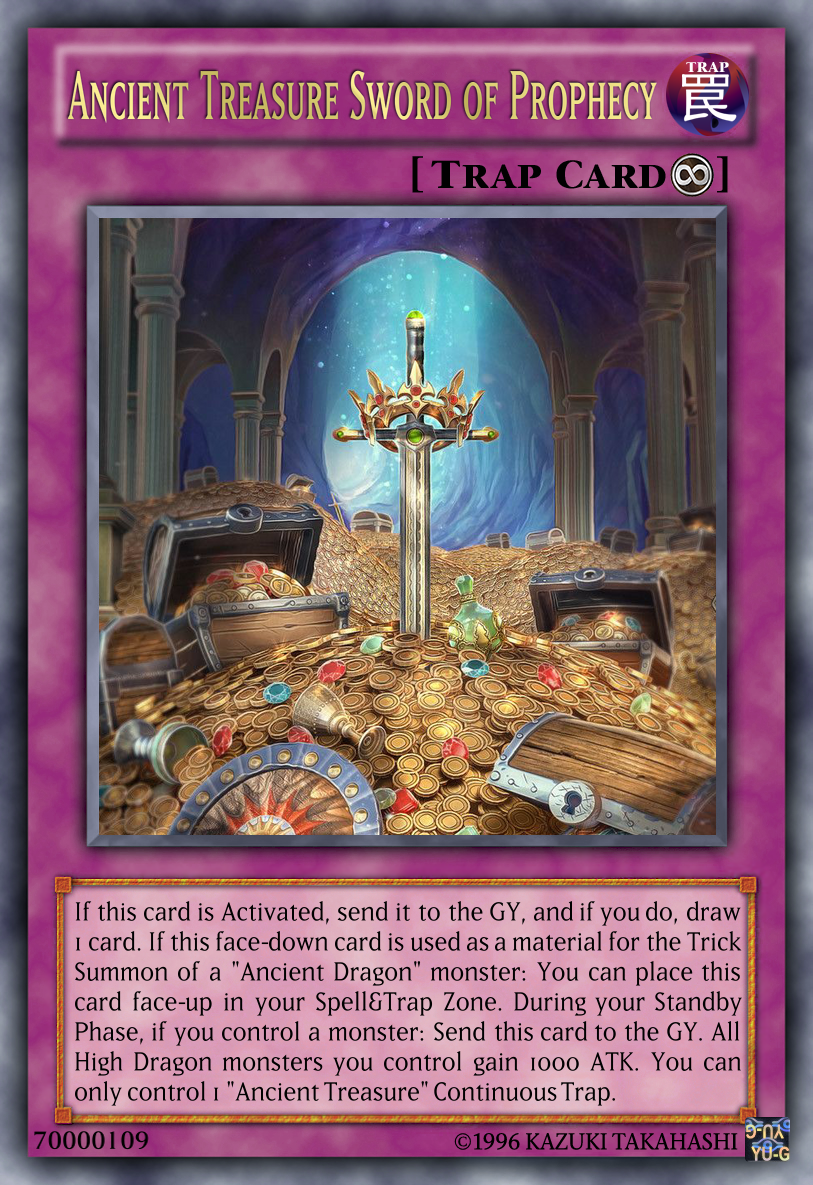 Ancient Treasure Sword of Prophecy
TRAP
罠
[Trap Card]
If this card is Activated, send it to the GY, and if you do, draw
1 card. If this face-down card is used as a material for the Trick
Summon of a "Ancient Dragon" monster: You can place this
card face-up in your Spell&Trap Zone. During your Standby
Phase, if you control a monster: Send this card to the GY. All
High Dragon monsters you control gain 1000 ATK. You can
only control 1 "Ancient Treasure" Continuous Trap.
70000109
©1996 KAZUKI TAKAHASHI
YU-G
YU-G